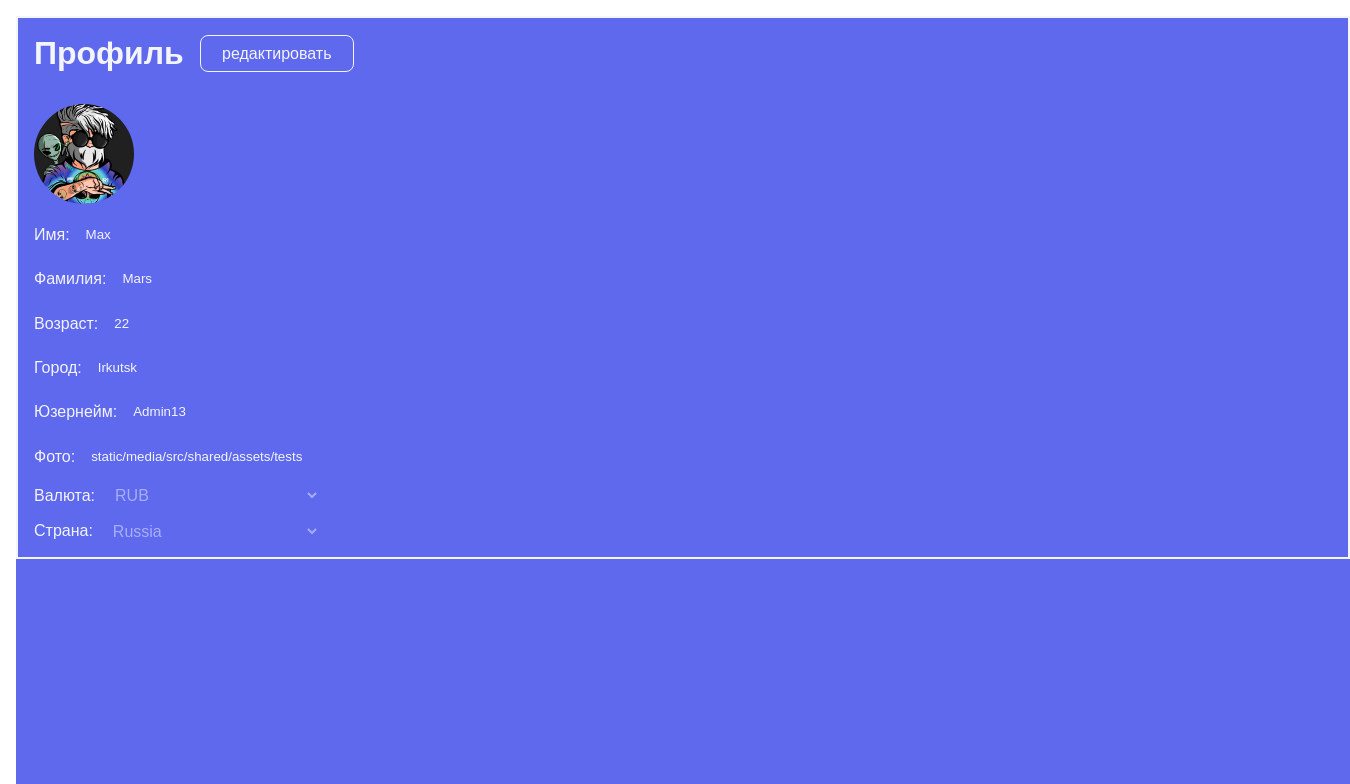 Профиль редактировать
Имя: Max
Фамилия: Mars
Возраст: 22
Город: Irkutsk
Юзернейм: Admin13
Фото: static/media/src/shared/assets/tests
Валюта: RUB
Страна: Russia